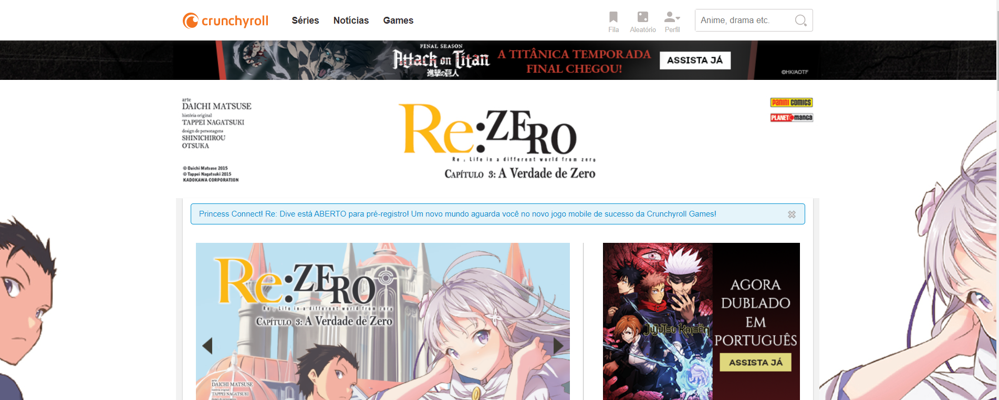 crunchyroll
Séries
Notícias
Games
Fila
Aleatório
Perfil
Anime, drama etc.
FINAL SEASON
Attack on Titan
進撃の巨人
A TITÂNICA TEMPORADA
FINAL CHEGOU!
ASSISTA JÁ
©HK/AOTF
arte
DAICHI MATSUSE
história original
TAPPEI NAGATSUKI
design de personagens
SHINICHIROU
OTSUKA
© Daichi Matsuse 2015
© Tappei Nagatsuki 2015
KADOKAWA CORPORATION
Re:ZERO
Re : Life in a different world from zero
CAPÍTULO 3: A Verdade de Zero
PANINI COMICS
PLANET manga
Princess Connect! Re: Dive está ABERTO para pré-registro! Um novo mundo aguarda você no novo jogo mobile de sucesso da Crunchyroll Games!
Re:ZERO
Re : Life in a different world from zero
CAPÍTULO 3: A Verdade de Zero
arte
DAICHI MATSUSE
história original
TAPPEI NAGATSUKI
design de personagens
JUJUTSU KAISEN
AGORA
DUBLADO
EM
PORTUGUÊS
ASSISTA JÁ